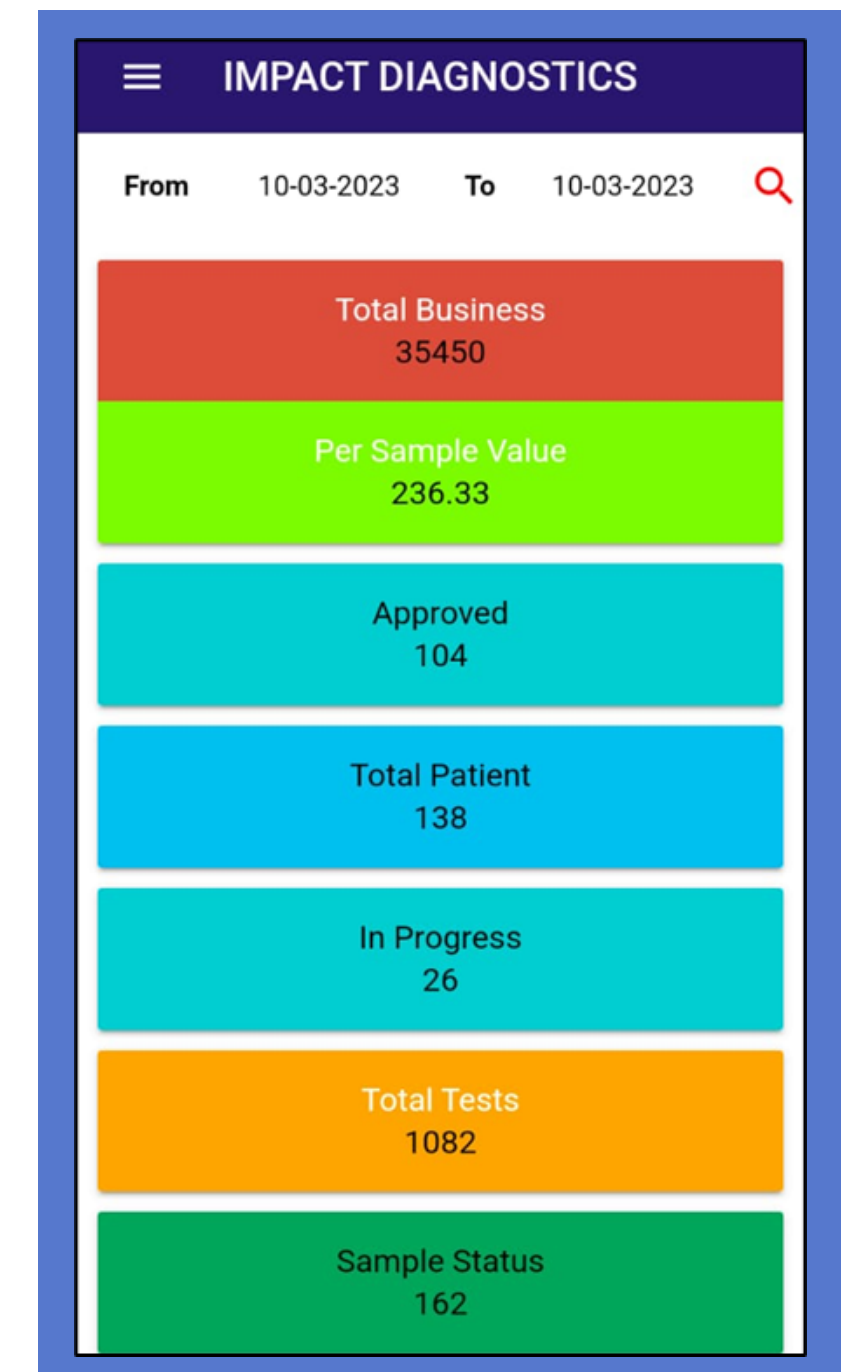 IMPACT DIAGNOSTICS
From 10-03-2023 To 10-03-2023
Total Business
35450
Per Sample Value
236.33
Approved
104
Total Patient
138
In Progress
26
Total Tests
1082
Sample Status
162